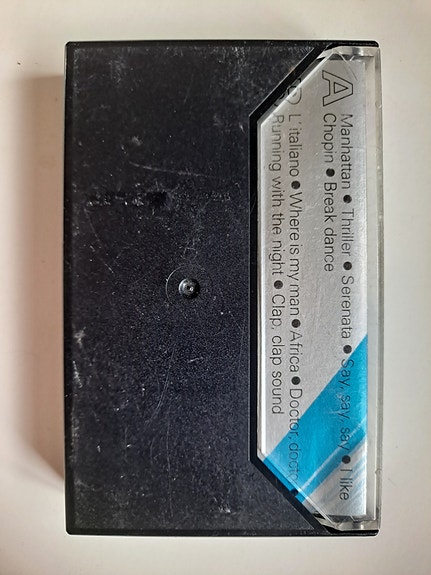 A
Manhattan ● Thriller ● Serenata ● Say, say, say ● I like
Chopin ● Break dance
L'italiano ● Where is my man ● Africa ● Doctor, doctor ●
Running with the night ● Clap, clap sound